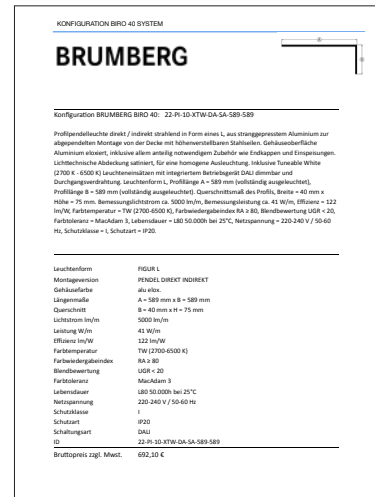 KONFIGURATION BIRO 40 SYSTEM
BRUMBERG
Konfiguration BRUMBERG BIRO 40: 22-PI-10-XTW-DA-SA-589-589
Profilpendelleuchte direkt / indirekt strahlend in Form eines L, aus stranggepresstem Aluminium zur
abgependelten Montage von der Decke mit höhenverstellbaren Stahlseilen. Gehäuseoberfläche
Aluminium eloxiert, inklusive allem anteilig notwendigem Zubehör wie Endkappen und Einspeisungen.
Lichttechnische Abdeckung satiniert, für eine homogene Ausleuchtung. Inklusive Tuneable White
(2700 K - 6500 K) Leuchteneinsätzen mit integriertem Betriebsgerät DALI dimmbar und
Durchgangsverdrahtung. Leuchtenform L, Profillänge A = 589 mm (vollständig ausgeleuchtet),
Profillänge B = 589 mm (vollständig ausgeleuchtet). Querschnittsmaß des Profils, Breite = 40 mm x
Höhe = 75 mm. Bemessungslichtstrom ca. 5000 lm/m, Bemessungsleistung ca. 41 W/m, Effizienz = 122
lm/W, Farbtemperatur = TW (2700-6500 K), Farbwiedergabeindex RA ≥ 80, Blendbewertung UGR < 20,
Farbtoleranz = MacAdam 3, Lebensdauer = L80 50.000h bei 25°C, Nennspannung = 220-240 V / 50-60
Hz, Schutzklasse = I, Schutzart = IP20.
Leuchtenform FIGUR L
Montageversion PENDEL DIREKT INDIREKT
Gehäusefarbe alu elox.
Längenmaße A = 589 mm x B = 589 mm
Querschnitt B = 40 mm x H = 75 mm
Lichtstrom lm/m 5000 lm/m
Leistung W/m 41 W/m
Effizienz lm/W 122 lm/W
Farbtemperatur TW (2700-6500 K)
Farbwiedergabeindex RA ≥ 80
Blendbewertung UGR < 20
Farbtoleranz MacAdam 3
Lebensdauer L80 50.000h bei 25°C
Netzspannung 220-240 V / 50-60 Hz
Schutzklasse I
Schutzart IP20
Schaltungsart DALI
ID 22-PI-10-XTW-DA-SA-589-589
Bruttopreis zzgl. Mwst. 692,10 €